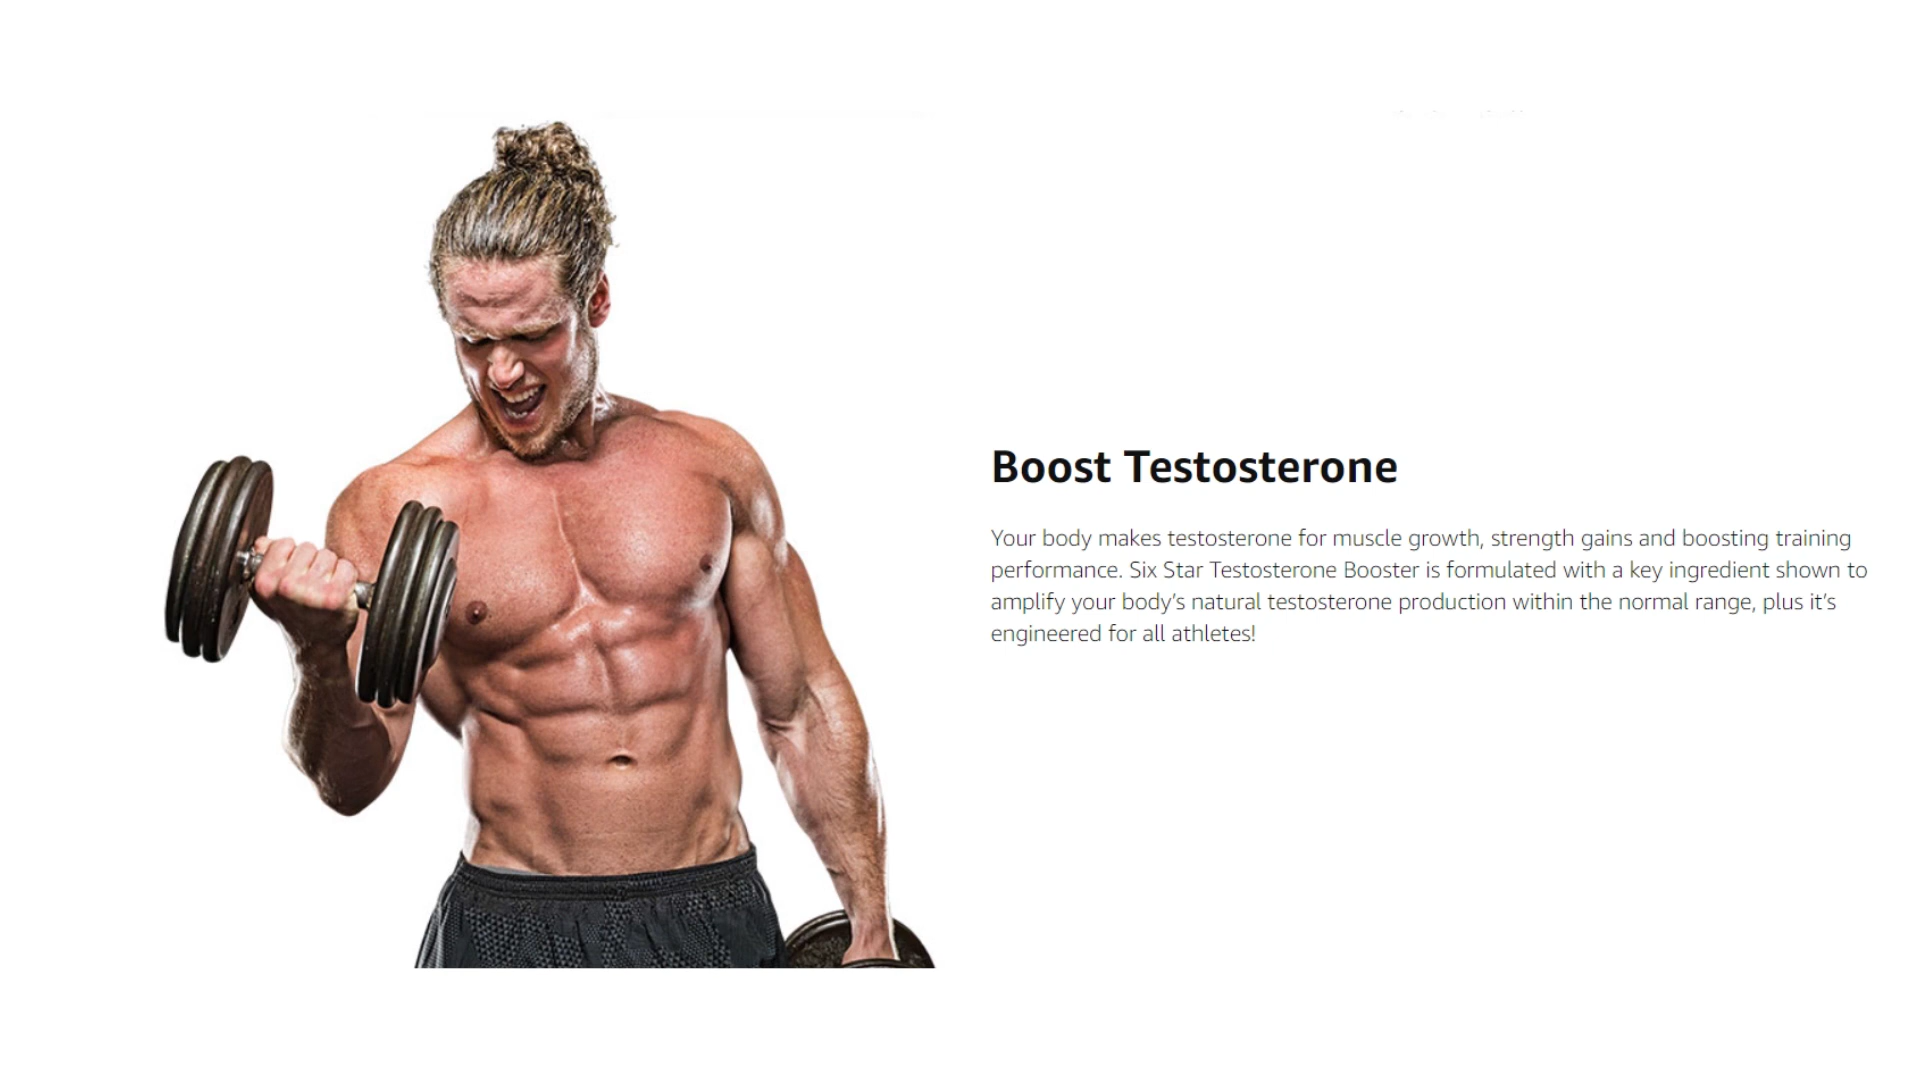 Boost Testosterone
Your body makes testosterone for muscle growth, strength gains and boosting training
performance. Six Star Testosterone Booster is formulated with a key ingredient shown to
amplify your body’s natural testosterone production within the normal range, plus it’s
engineered for all athletes!